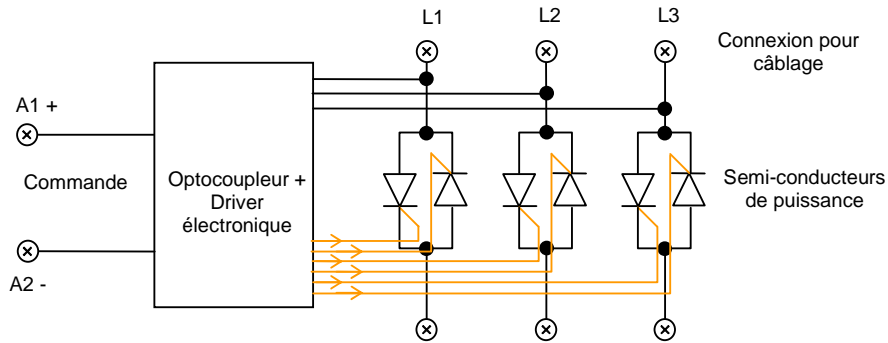 L1
L2
L3
Connexion pour
câblage
A1 +
Commande
Optocoupleur +
Driver
électronique
Semi-conducteurs
de puissance
A2 -